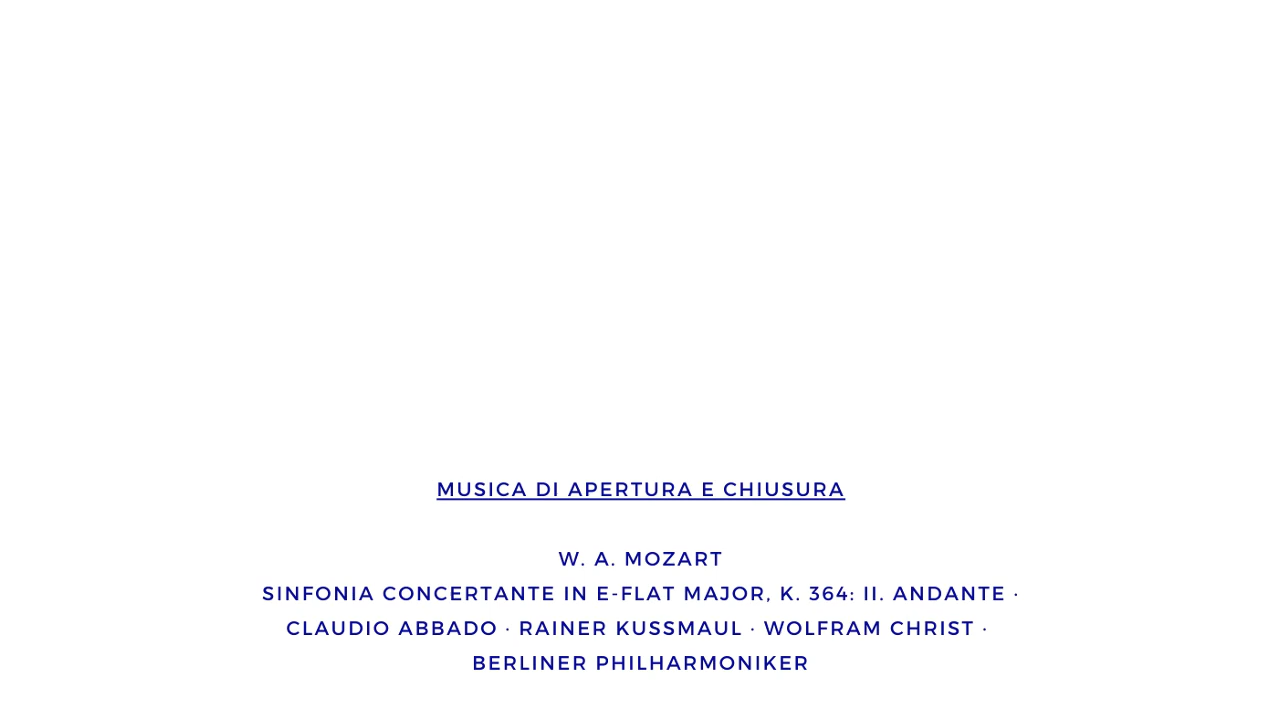 MUSICA DI APERTURA E CHIUSURA
W. A. MOZART
SINFONIA CONCERTANTE IN E-FLAT MAJOR, K. 364: II. ANDANTE ·
CLAUDIO ABBADO · RAINER KUSSMAUL · WOLFRAM CHRIST ·
BERLINER PHILHARMONIKER